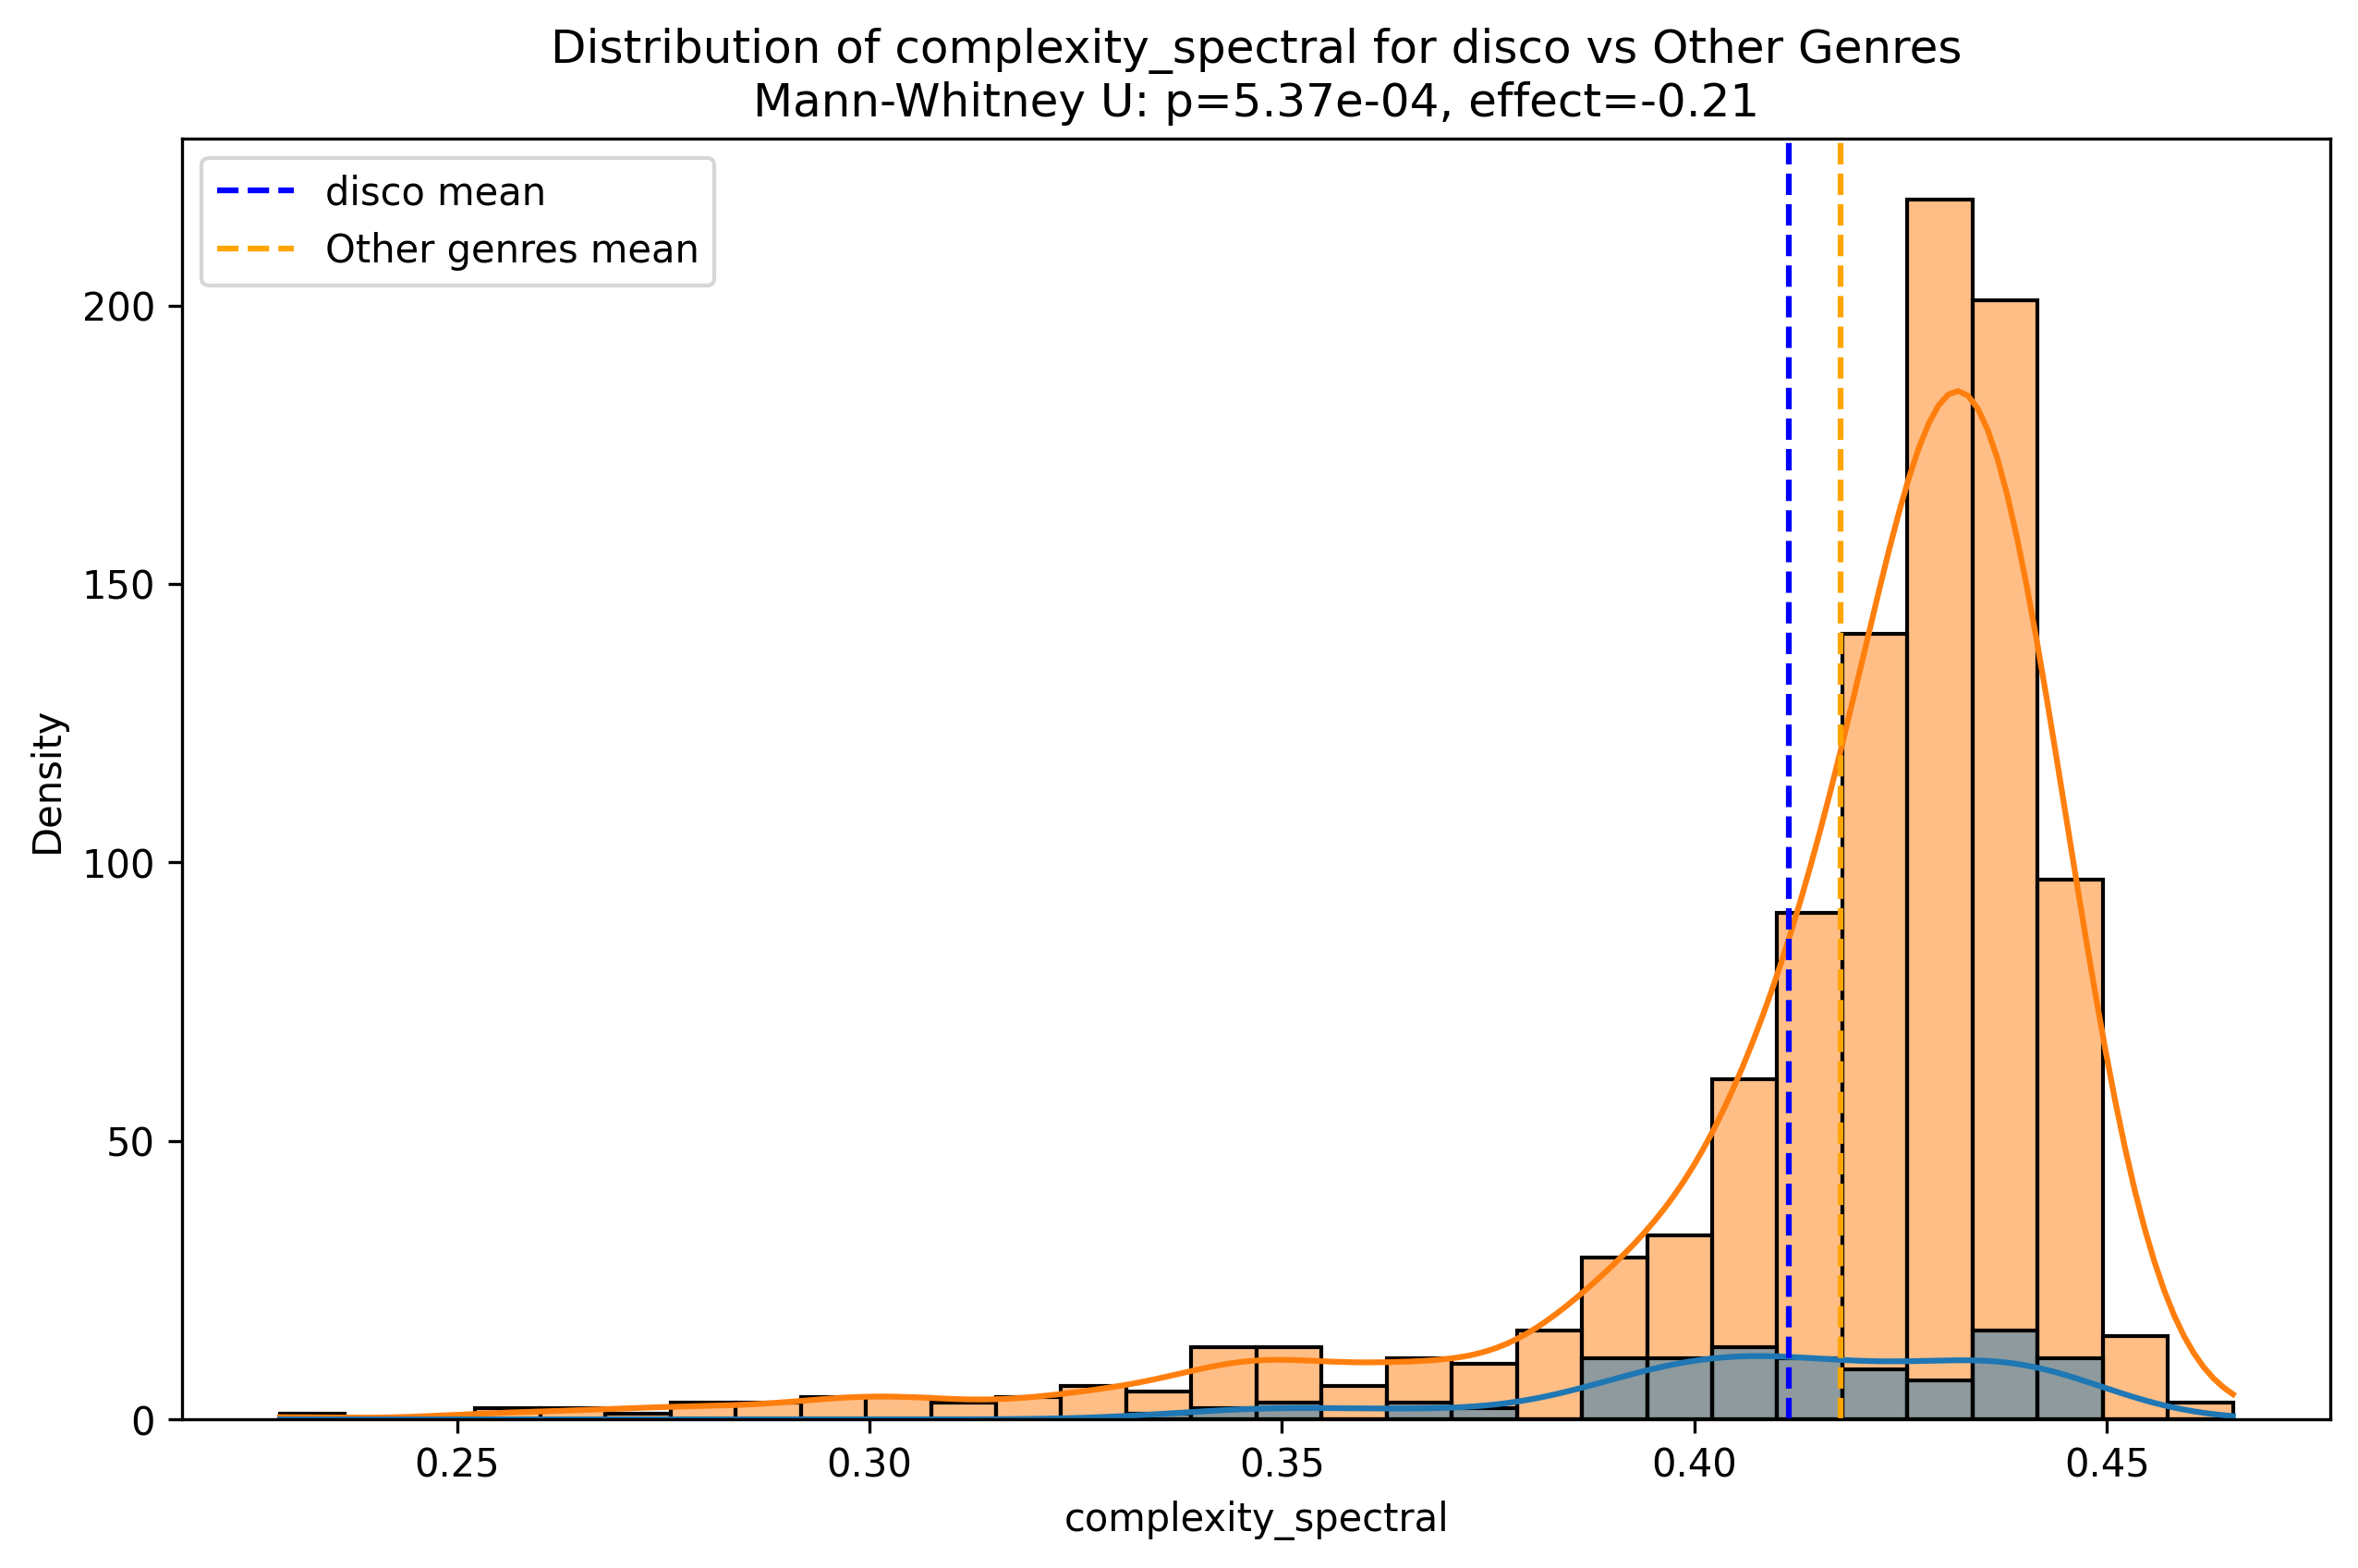 Distribution of complexity_spectral for disco vs Other Genres
Mann-Whitney U: p=5.37e-04, effect=-0.21
disco mean
Other genres mean
Density
200
150
100
50
0
0.25 0.30 0.35 0.40 0.45
complexity_spectral